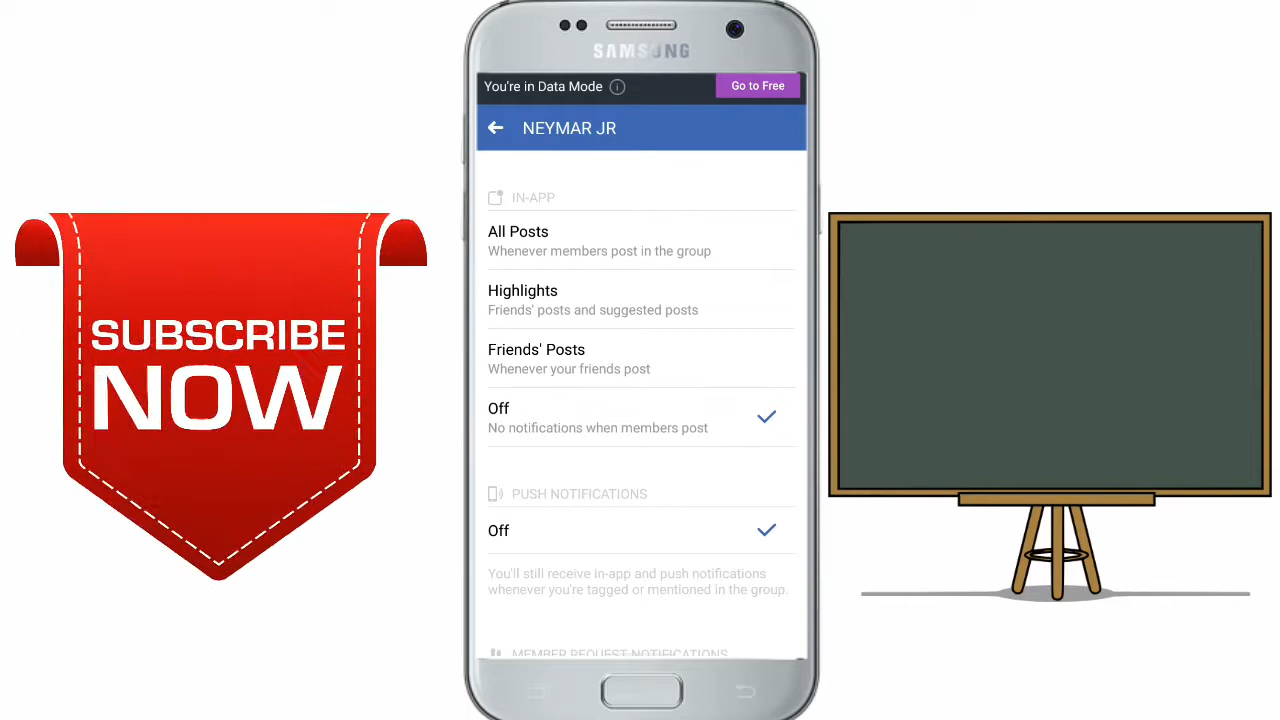 SUBSCRIBE
NOW
SAMSUNG
You're in Data Mode
Go to Free
NEYMAR JR
IN-APP
All Posts
Whenever members post in the group
Highlights
Friends' posts and suggested posts
Friends' Posts
Whenever your friends post
Off
No notifications when members post
PUSH NOTIFICATIONS
Off
You'll still receive in-app and push notifications
whenever you're tagged or mentioned in the group.
MEMBER REQUEST NOTIFICATIONS